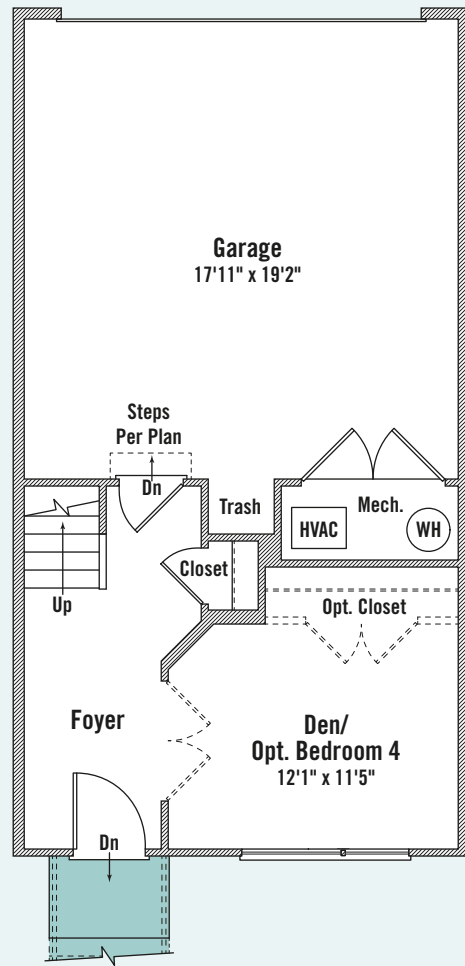 Garage
17'11" x 19'2"
Steps
Per Plan
Dn
Trash
Mech.
HVAC
WH
Closet
Up
Opt. Closet
Foyer
Den/
Opt. Bedroom 4
12'1" x 11'5"
Dn